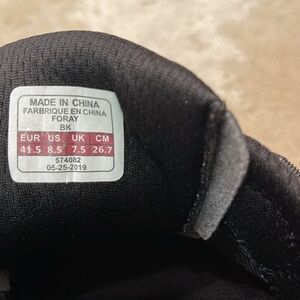 MADE IN CHINA
FARBRIQUE EN CHINA
FORAY
BK
EUR US UK CM
41.5 8.5 7.5 26.7
574082
05-25-2019